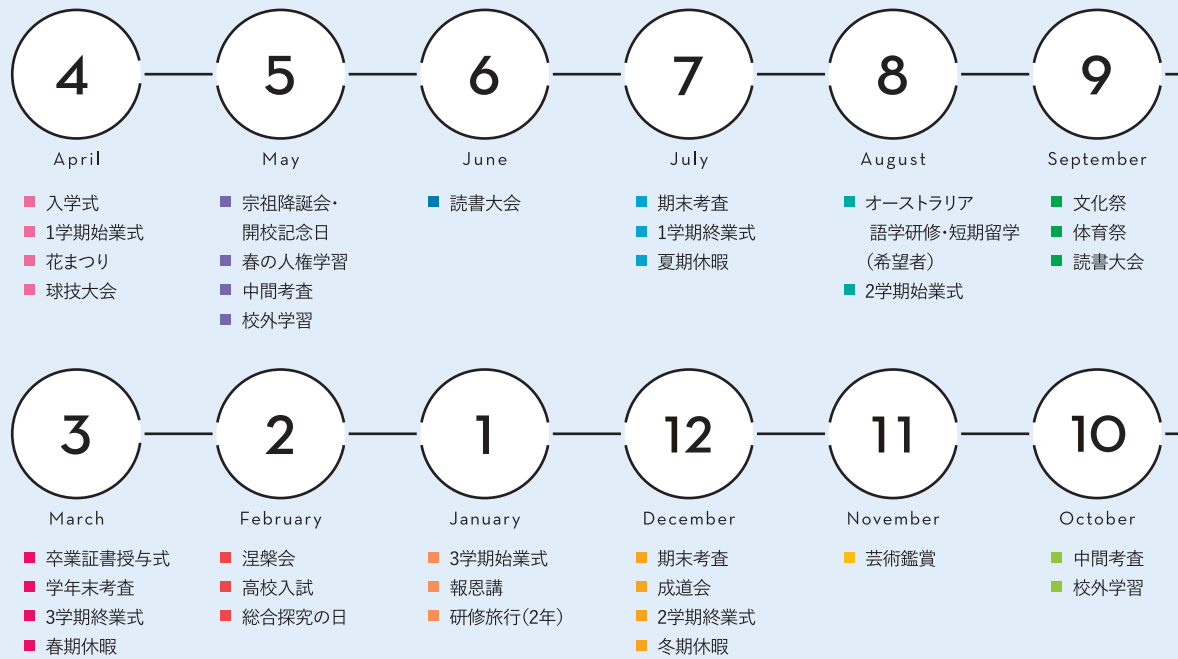 4
April
入学式
1学期始業式
花まつり
球技大会
5
May
宗祖降誕会・
開校記念日
春の人権学習
中間考査
校外学習
6
June
読書大会
7
July
期末考査
1学期終業式
夏期休暇
8
August
オーストラリア
語学研修・短期留学
(希望者)
2学期始業式
9
September
文化祭
体育祭
読書大会
3
March
卒業証書授与式
学年末考査
3学期終業式
春期休暇
2
February
涅槃会
高校入試
総合探究の日
1
January
3学期始業式
報恩講
研修旅行(2年)
12
December
期末考査
成道会
2学期終業式
冬期休暇
11
November
芸術鑑賞
10
October
中間考査
校外学習